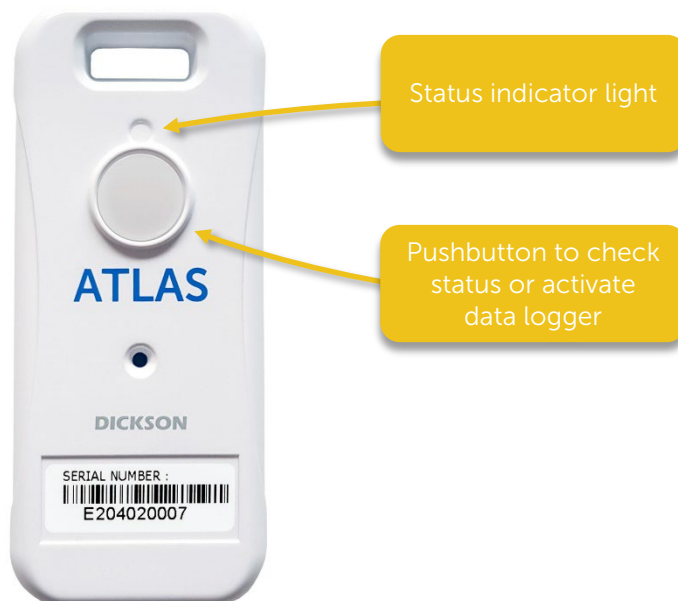 Status indicator light
Pushbutton to check
status or activate
data logger
ATLAS
DICKSON
SERIAL NUMBER :
E204020007